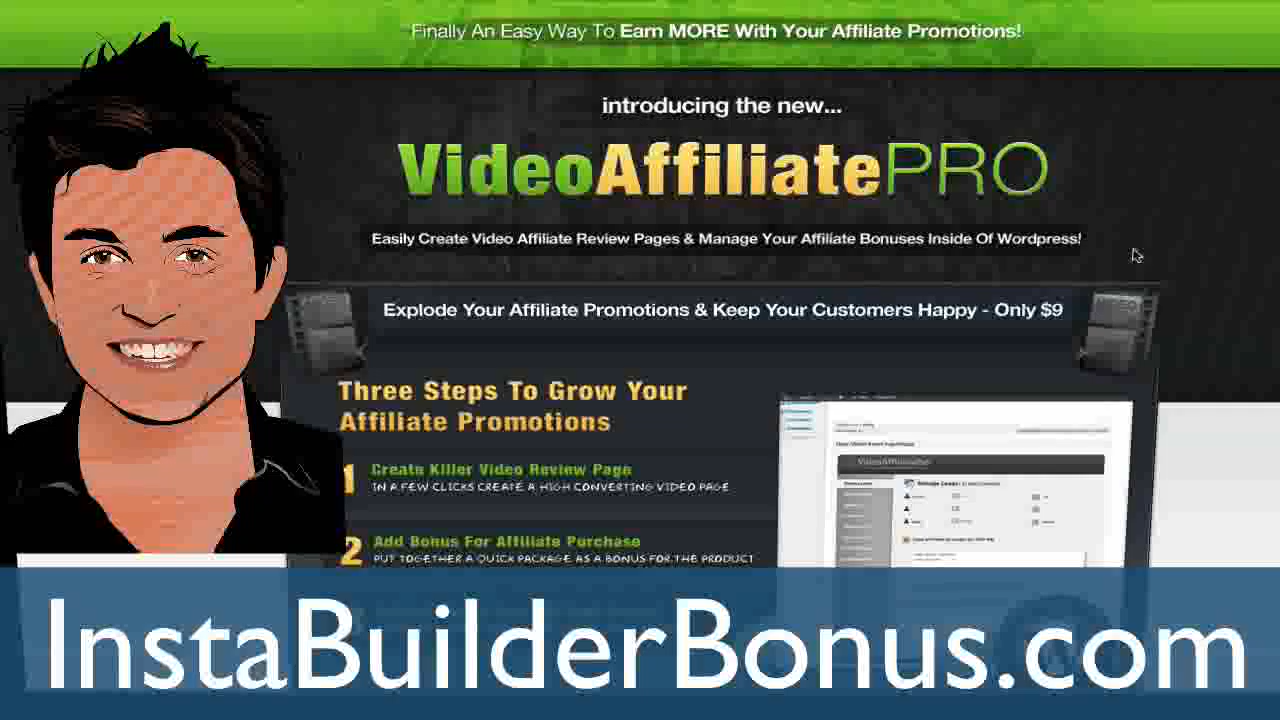 Finally An Easy Way To Earn MORE With Your Affiliate Promotions!
introducing the new...
VideoAffiliatePRO
Easily Create Video Affiliate Review Pages & Manage Your Affiliate Bonuses Inside Of Wordpress!
Explode Your Affiliate Promotions & Keep Your Customers Happy - Only $9
Three Steps To Grow Your
Affiliate Promotions
1 Create Killer Video Review Page
IN A FEW CLICKS CREATE A HIGH CONVERTING VIDEO PAGE
2 Add Bonus For Affiliate Purchase
PUT TOGETHER A QUICK PACKAGE AS A BONUS FOR THE PRODUCT
VideoAffiliatePro
InstaBuilderBonus.com